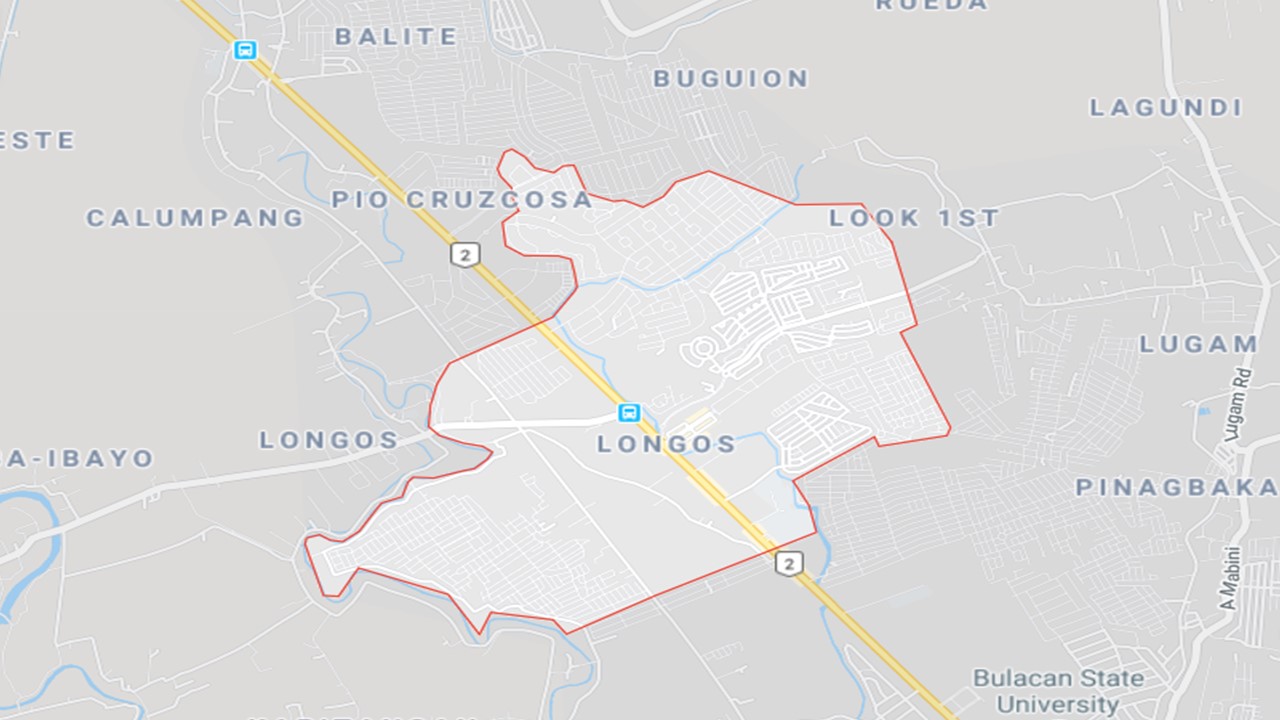 RUEDA
BALITE
BUGUION
LAGUNDI
ESTE
PIO CRUZCOSA
CALUMPANG
LOOK 1ST
2
LUGAM
Lugam Rd
LONGOS
LONGOS
A-IBAYO
PINAGBAKA
2
A Mabini
Bulacan State
University